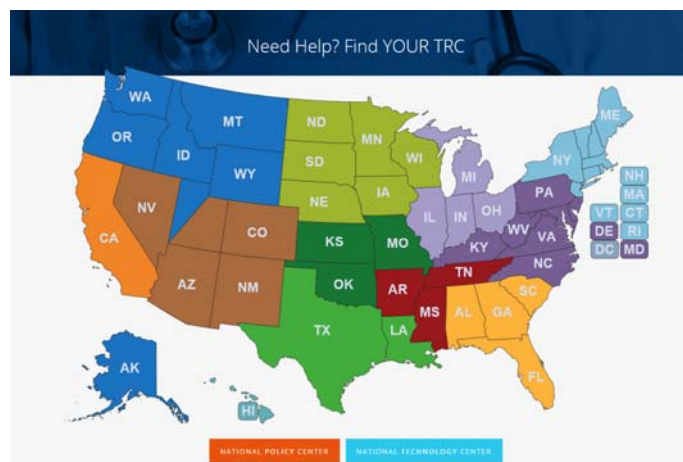 Need Help? Find YOUR TRC
WA
MT
ND
MN
ME
OR
ID
SD
WI
NY
WY
MI
NH
IA
PA
MA
NE
NV
IL
IN
OH
VT
CT
CO
WV
DE
RI
CA
KS
MO
KY
VA
DC
MD
NC
TN
AZ
NM
OK
AR
SC
MS
AL
GA
TX
LA
AK
FL
HI
NATIONAL POLICY CENTER
NATIONAL TECHNOLOGY CENTER